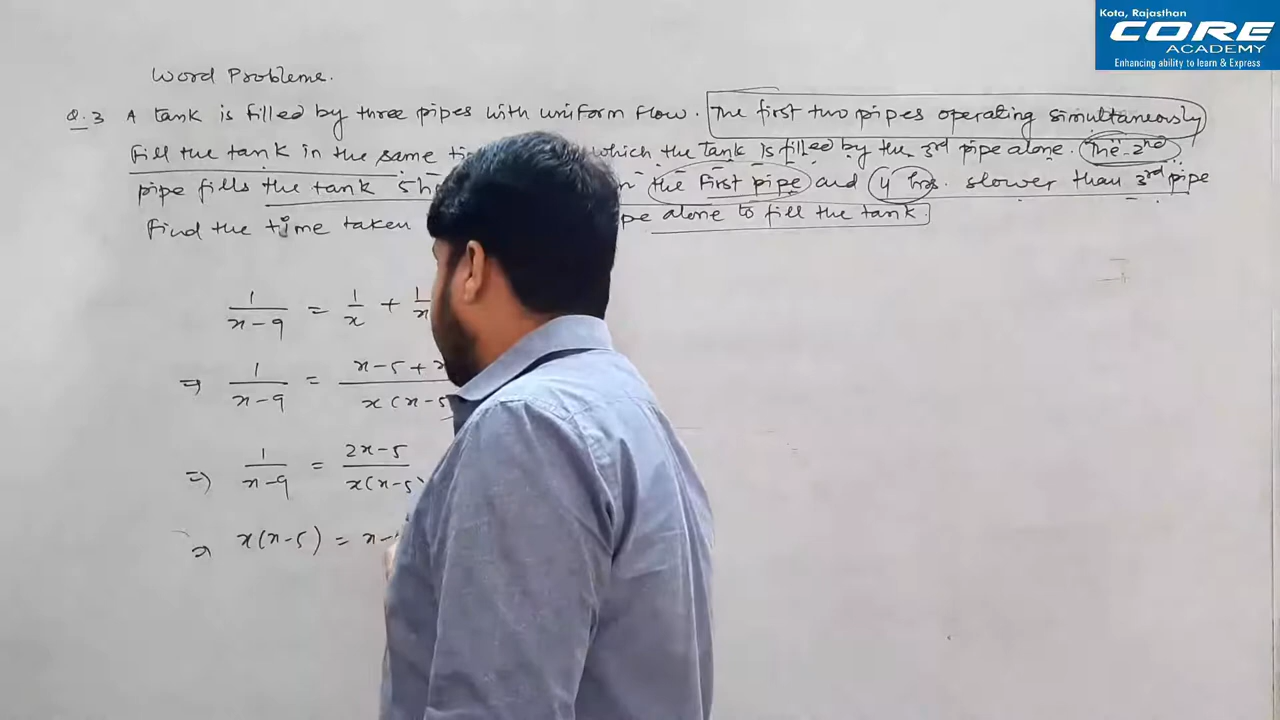 Kota, Rajasthan
CORE
ACADEMY
Enhancing ability to learn & Express
Word Probleme.
Q.3 A tank is filled by three pipes with uniform flow. The first two pipes operating simultaneously
fill the tank in the same which the tank is filled by the 3rd pipe alone. The 2nd
pipe fills the tank the first pipe and 4 hrs. slower than 3rd pipe
Find the time taken alone to fill the tank.
1/(x-9) = 1/x + 1/x
⇒ 1/(x-9) = (x-5+x)/(x(x-5
⇒ 1/(x-9) = (2x-5)/(x(x-5)
⇒ x(x-5) = x-